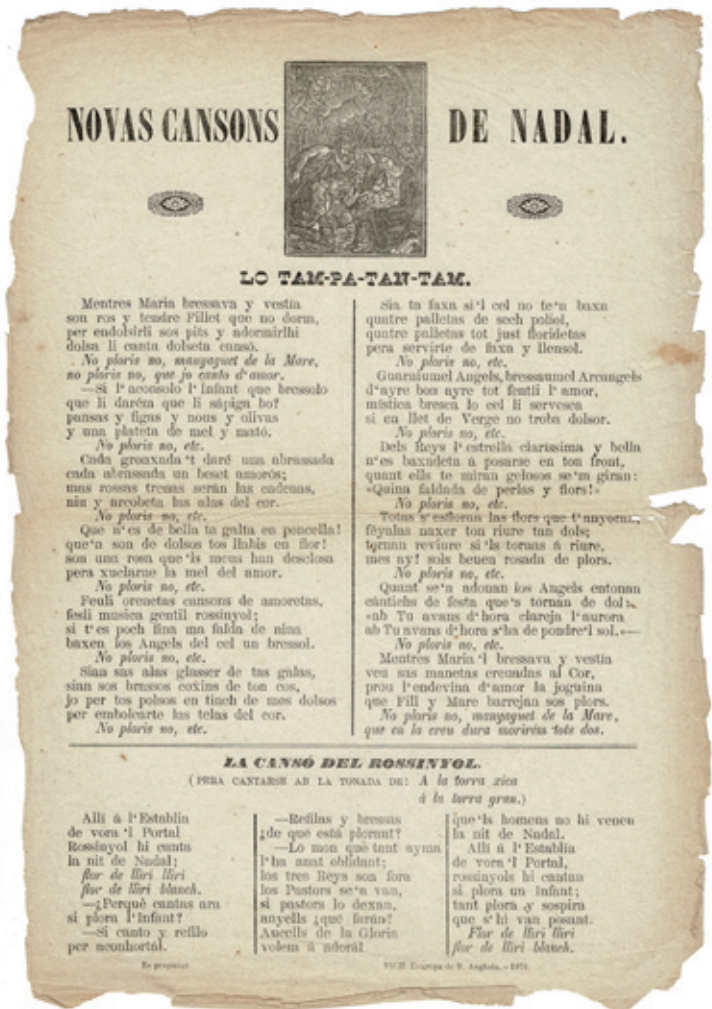 NOVAS CANSONS DE NADAL.
LO TAM-PA-TAN-TAM.
Mentres Maria bressava y vestia
son ros y tendre Fillet que no dorm,
per endolsirli sos pits y adormirlhi
dolsa li canta dolseta cansó.
No ploris no, manyaguet de la Mare,
no ploris no, que jo canto d'amor.
—Si l'aconsolo l'Infant que bressolo
que li darém que li sápiga bo?
pansas y figas y nous y olivas
y una plateta de mel y mató.
No ploris no, etc.
Cada gronxada 't daré una abrassada
cada abrassada un beset amorós;
mas rossas trenas serán las cadenas,
niu y arcobeta las alas del cor.
No ploris no, etc.
Que n'es de bella ta galta en poncella!
que'n son de dolsos tos llabis en flor!
son una rosa que'ls meus han desclosa
pera xuclarne la mel del amor.
No ploris no, etc.
Feuli orenetas cansons de amoretas,
fesli musica gentil rossinyol;
si t'es poch fina ma falda de nina
baxen los Angels del cel un bressol.
No ploris no, etc.
Sian sas alas glasser de tas galas,
sian sos brassos coxins de ton cos,
jo per tos polsos en tinch de mes dolsos
per embolcarte las telas del cor.
No ploris no, etc.
Sia ta faxa si'l cel no te'n baxa
quatre palletas de sech poliol,
quatre palletas tot just floridetas
pera servirte de faxa y llensol.
No ploris no, etc.
Guarniumel Angels, bressaumel Arcangels
d'ayre bon ayre tot fentli l'amor,
mística bresca lo cel li servesca
si en llet de Verge no troba dolsor.
No ploris no, etc.
Dels Reys l'estrella claríssima y bella
n'es baxadeta á posarse en ton front,
quant ells te miran gelosos se'm giran:
«Quina faldada de perlas y flors!»
No ploris no, etc.
Totas s'esfloran las flors que t'anyoran,
féynlas naxer ton riure tan dols;
tornan reviure si'ls tornas á riure,
mes ay! sols beuen rosada de plors.
No ploris no, etc.
Quant se'n adonan los Angels entonan
cántichs de festa que's tornan de dol:
«ab Tu avans d'hora clareja l'aurora
ab Tu avans d'hora s'ha de pondre'l sol.»—
No ploris no, etc.
Mentres Maria 'l bressava y vestia
veu sas manetas creuadas al Cor,
prou l'endevina d'amor la joguina
que Fill y Mare barrejan sos plors.
No ploris no, manyaguet de la Mare,
que en la creu dura morirém tots dos.
LA CANSÓ DEL ROSSINYOL.
(PERA CANTARSE AB LA TONADA DE: A la torra xica
á la torra gran.)
Allí á l'Establia
de vora 'l Portal
Rossinyol hi canta
la nit de Nadal;
flor de lliri lliri
flor de lliri blanch.
—¿Perqué cantas ara
si plora l'Infant?
—Si canto y refilo
per aconhortal.
—Refilas y bressas
¿de qué está plorant?
—Lo mon que tant ayma
l'ha anat oblidant;
los tres Reys son fora
los Pastors se'n van,
si pastors lo dexan,
anyells ¿qué farán?
Aucells de la Gloria
volem á adoral
que'ls homens no hi venen
la nit de Nadal.
Allí á l'Establia
de vora 'l Portal,
rossinyols hi cantan
si plora un Infant;
tant plora y sospira
que s'hi van posant.
Flor de lliri lliri
flor de lliri blanch.
Es propietat.
VICH: Estampa de R. Anglada.—